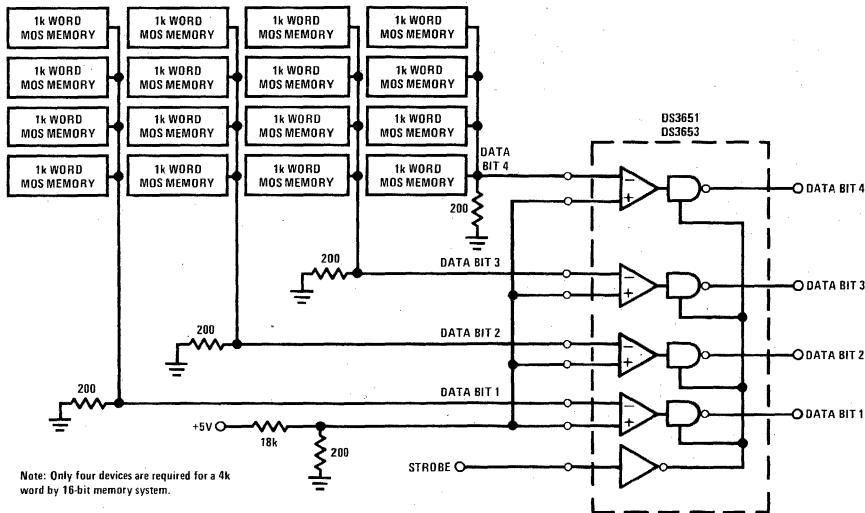 1k WORD
MOS MEMORY
1k WORD
MOS MEMORY
1k WORD
MOS MEMORY
1k WORD
MOS MEMORY
1k WORD
MOS MEMORY
1k WORD
MOS MEMORY
1k WORD
MOS MEMORY
1k WORD
MOS MEMORY
1k WORD
MOS MEMORY
1k WORD
MOS MEMORY
1k WORD
MOS MEMORY
1k WORD
MOS MEMORY
1k WORD
MOS MEMORY
1k WORD
MOS MEMORY
1k WORD
MOS MEMORY
1k WORD
MOS MEMORY
DS3651
DS3653
DATA
BIT 4
200
− +
DATA BIT 4
200
DATA BIT 3
− +
DATA BIT 3
200
DATA BIT 2
− +
DATA BIT 2
200
DATA BIT 1
− +
DATA BIT 1
+5V
18k
200
STROBE
Note: Only four devices are required for a 4k
word by 16-bit memory system.